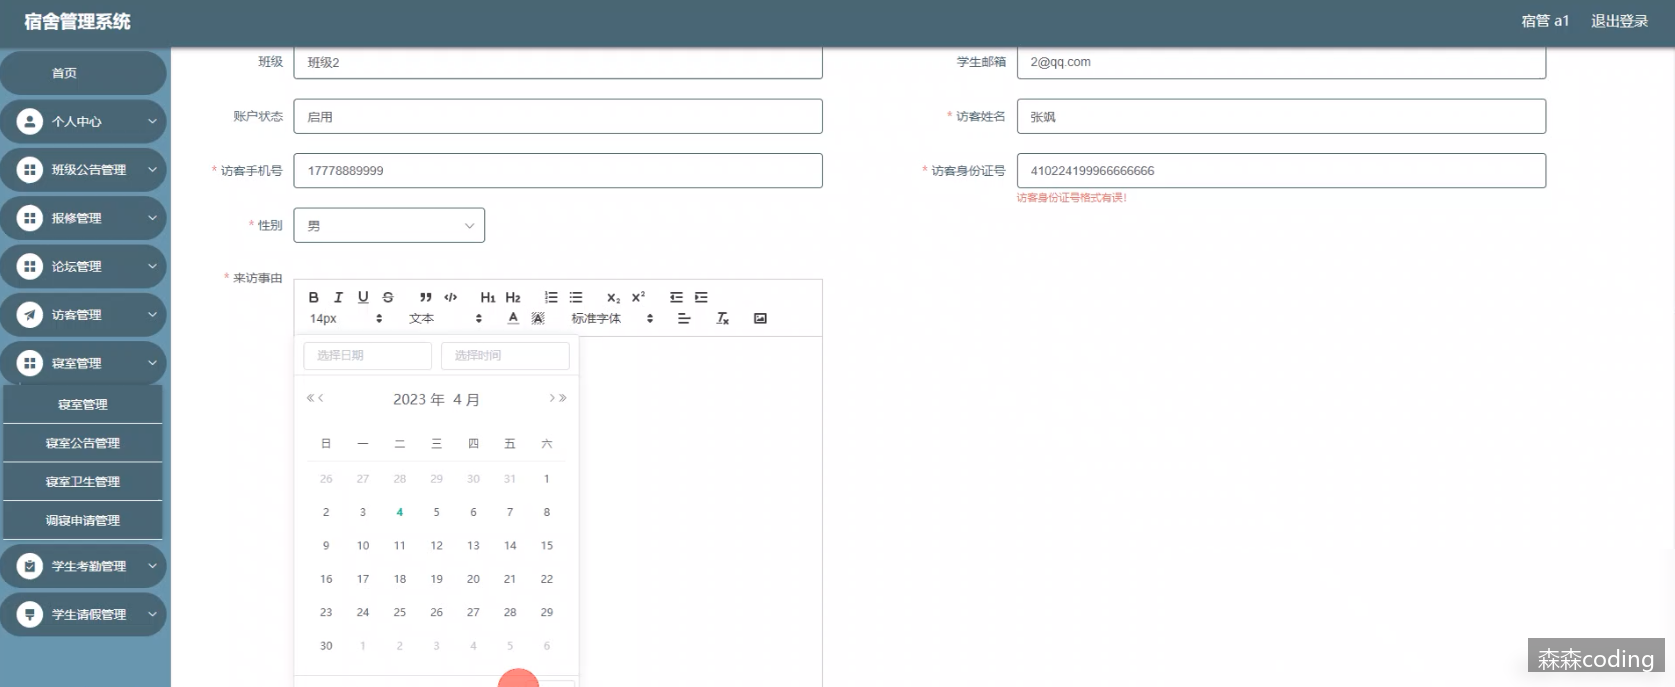 宿舍管理系统
宿管 a1 退出登录
首页
个人中心
班级公告管理
报修管理
论坛管理
访客管理
寝室管理
寝室管理
寝室公告管理
寝室卫生管理
调寝申请管理
学生考勤管理
学生请假管理
班级 班级2 学生邮箱 2@qq.com
账户状态 启用 * 访客姓名 张飒
* 访客手机号 17778889999 * 访客身份证号 410224199966666666
访客身份证号格式有误!
* 性别 男
* 来访事由
B I U S ” </> H1 H2 X2 X2
14px 文本 A A 标准字体 Tx
选择日期 选择时间
« ‹ 2023 年 4 月 › »
日 一 二 三 四 五 六
26 27 28 29 30 31 1
2 3 4 5 6 7 8
9 10 11 12 13 14 15
16 17 18 19 20 21 22
23 24 25 26 27 28 29
30 1 2 3 4 5 6
森森coding